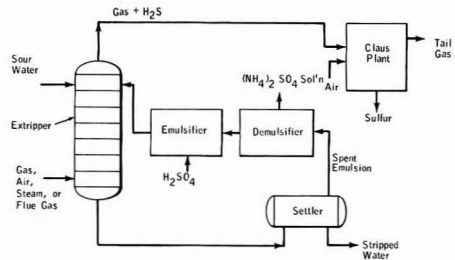 Gas + H2S
Claus
Plant
Tail
Gas
Sour
Water
(NH4)2 SO4 Sol'n
Air
Sulfur
Extripper
Emulsifier
Demulsifier
Gas,
Air,
Steam, or
Flue Gas
H2SO4
Spent
Emulsion
Settler
Stripped
Water